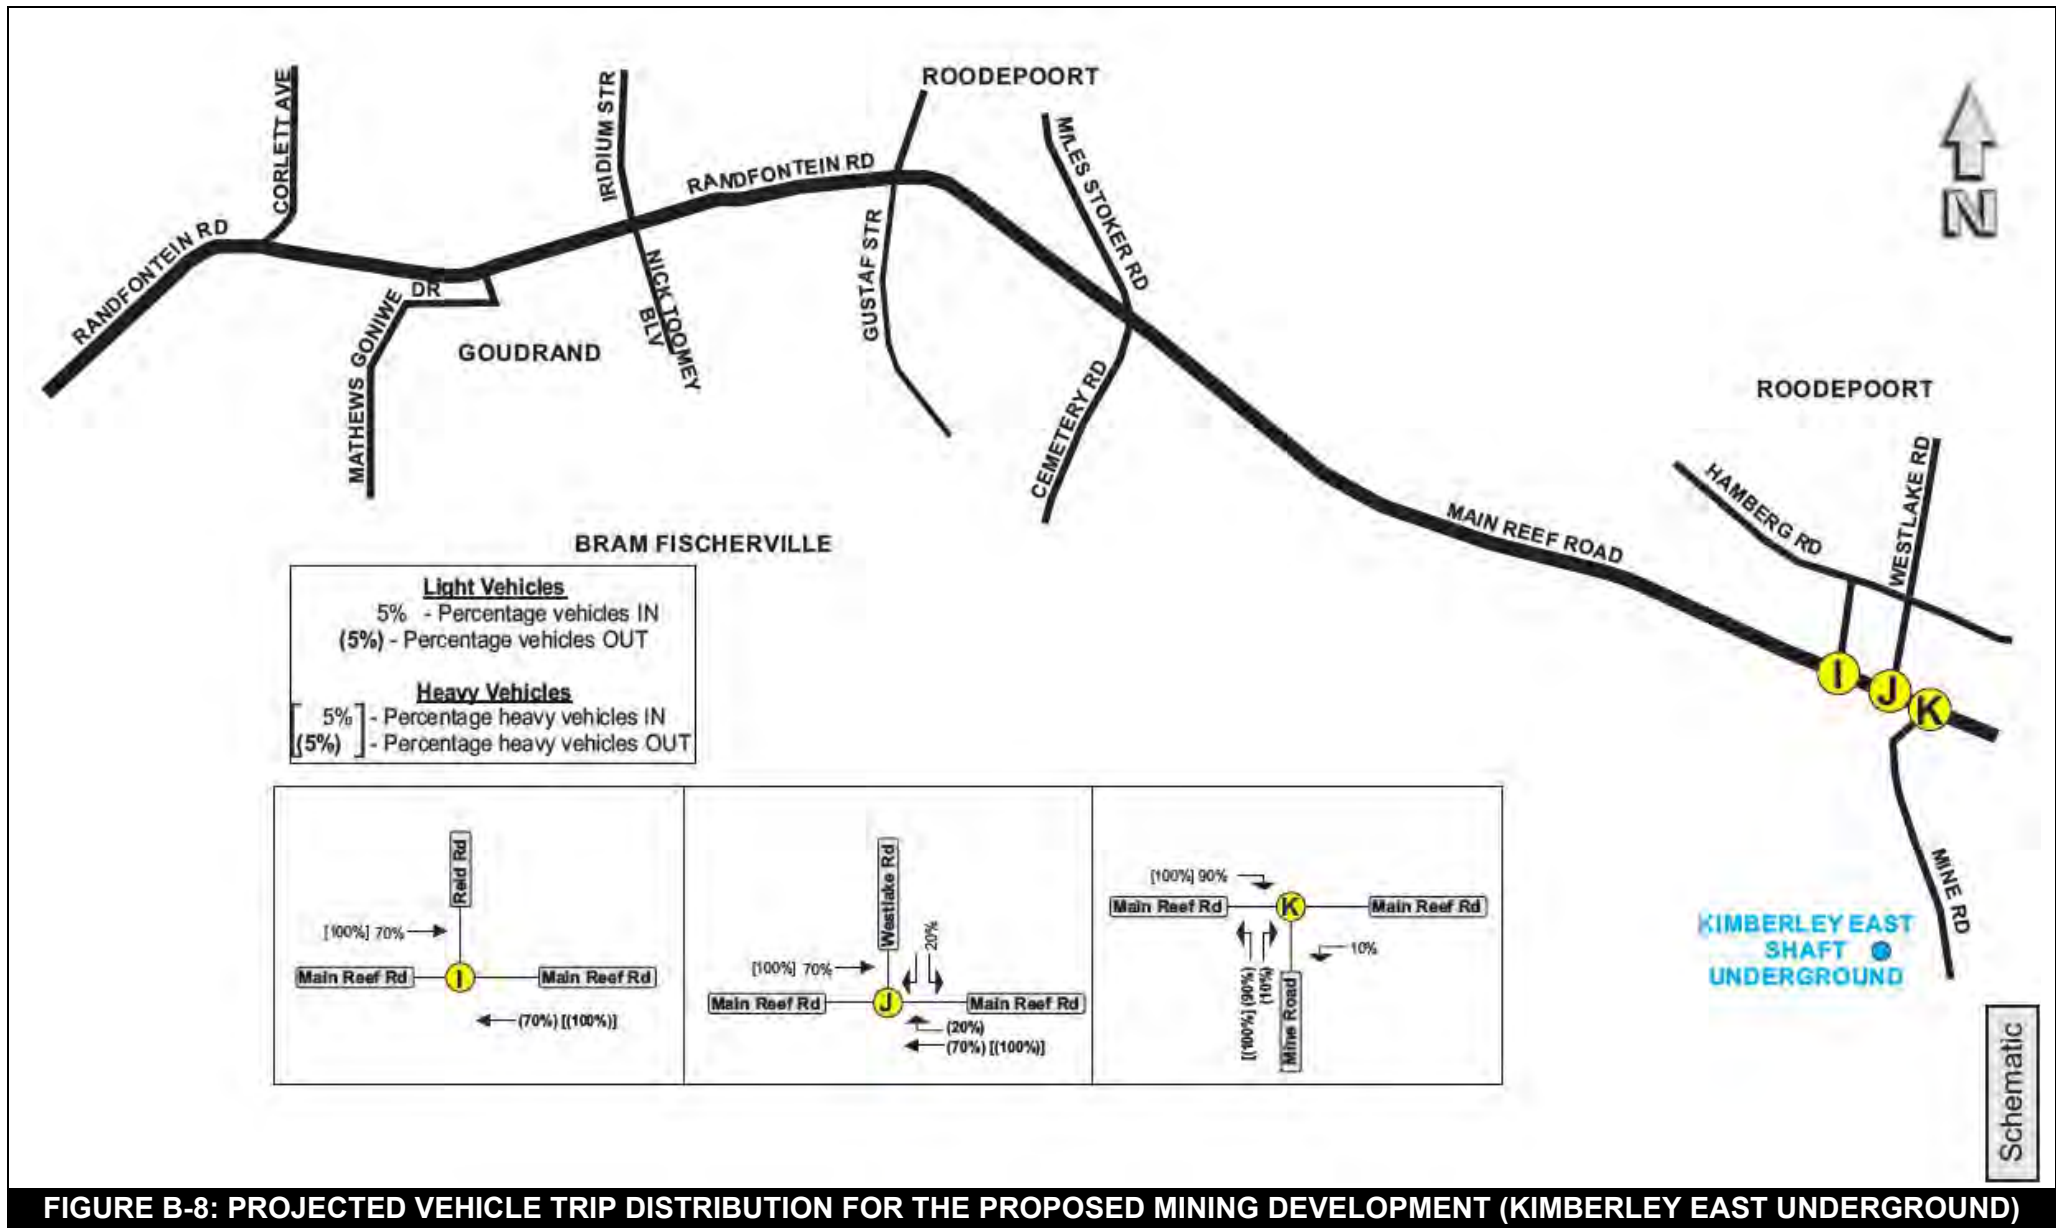 ROODEPOORT
CORLETT AVE
IRIDIUM STR
MILES STOKER RD
RANDFONTEIN RD
RANDFONTEIN RD
N
GUSTAF STR
NICK TOOMEY
BLV
MATHEWS GONIWE
DR
GOUDRAND
CEMETERY RD
ROODEPOORT
HAMBERG RD
WESTLAKE RD
MAIN REEF ROAD
BRAM FISCHERVILLE
Light Vehicles
5% - Percentage vehicles IN
(5%) - Percentage vehicles OUT
Heavy Vehicles
[ 5% ] - Percentage heavy vehicles IN
[ (5%) ] - Percentage heavy vehicles OUT
I
J
K
MINE RD
KIMBERLEY EAST
SHAFT
UNDERGROUND
Reid Rd
[100%] 70%
Main Reef Rd
I
Main Reef Rd
(70%) [(100%)]
Westlake Rd
20%
[100%] 70%
Main Reef Rd
J
Main Reef Rd
(20%)
(70%) [(100%)]
[100%] 90%
Main Reef Rd
K
Main Reef Rd
10%
[(100%] (90%)
(10%)
Mine Road
Schematic
FIGURE B-8: PROJECTED VEHICLE TRIP DISTRIBUTION FOR THE PROPOSED MINING DEVELOPMENT (KIMBERLEY EAST UNDERGROUND)